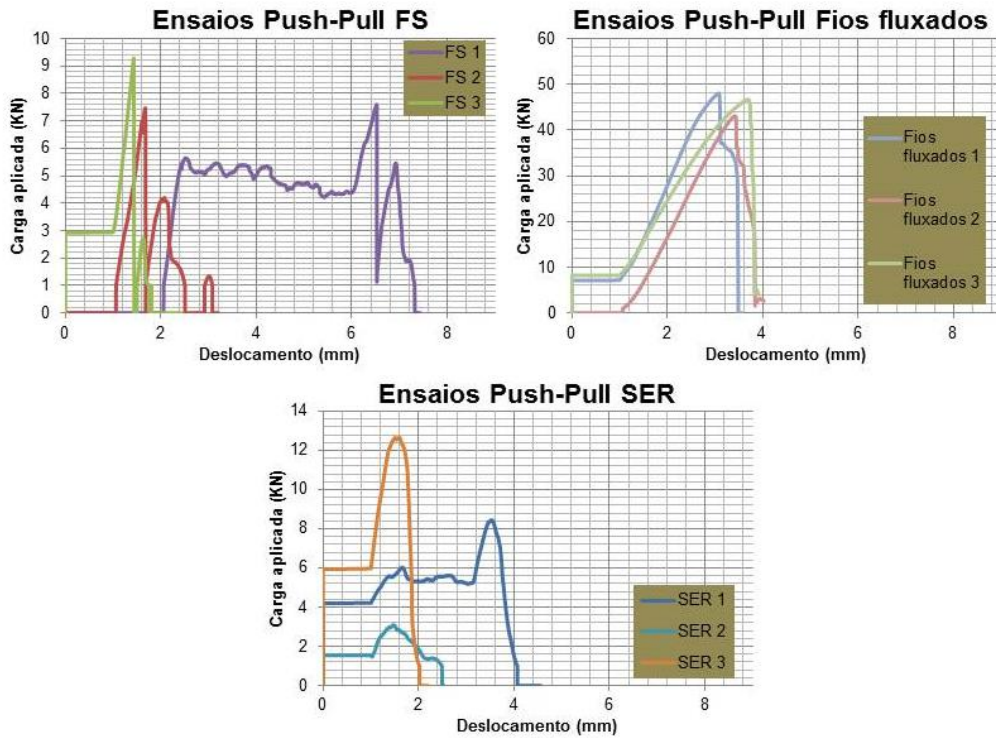 Ensaios Push-Pull FS
10
9
8
7
6
5
4
3
2
1
0
Carga aplicada (KN)
FS 1
FS 2
FS 3
0
2
4
6
8
Deslocamento (mm)
Ensaios Push-Pull Fios fluxados
60
50
40
30
20
10
0
Carga aplicada (KN)
Fios
fluxados 1
Fios
fluxados 2
Fios
fluxados 3
0
2
4
6
8
Deslocamento (mm)
Ensaios Push-Pull SER
14
12
10
8
6
4
2
0
Carga aplicada (KN)
SER 1
SER 2
SER 3
0
2
4
6
8
Deslocamento (mm)